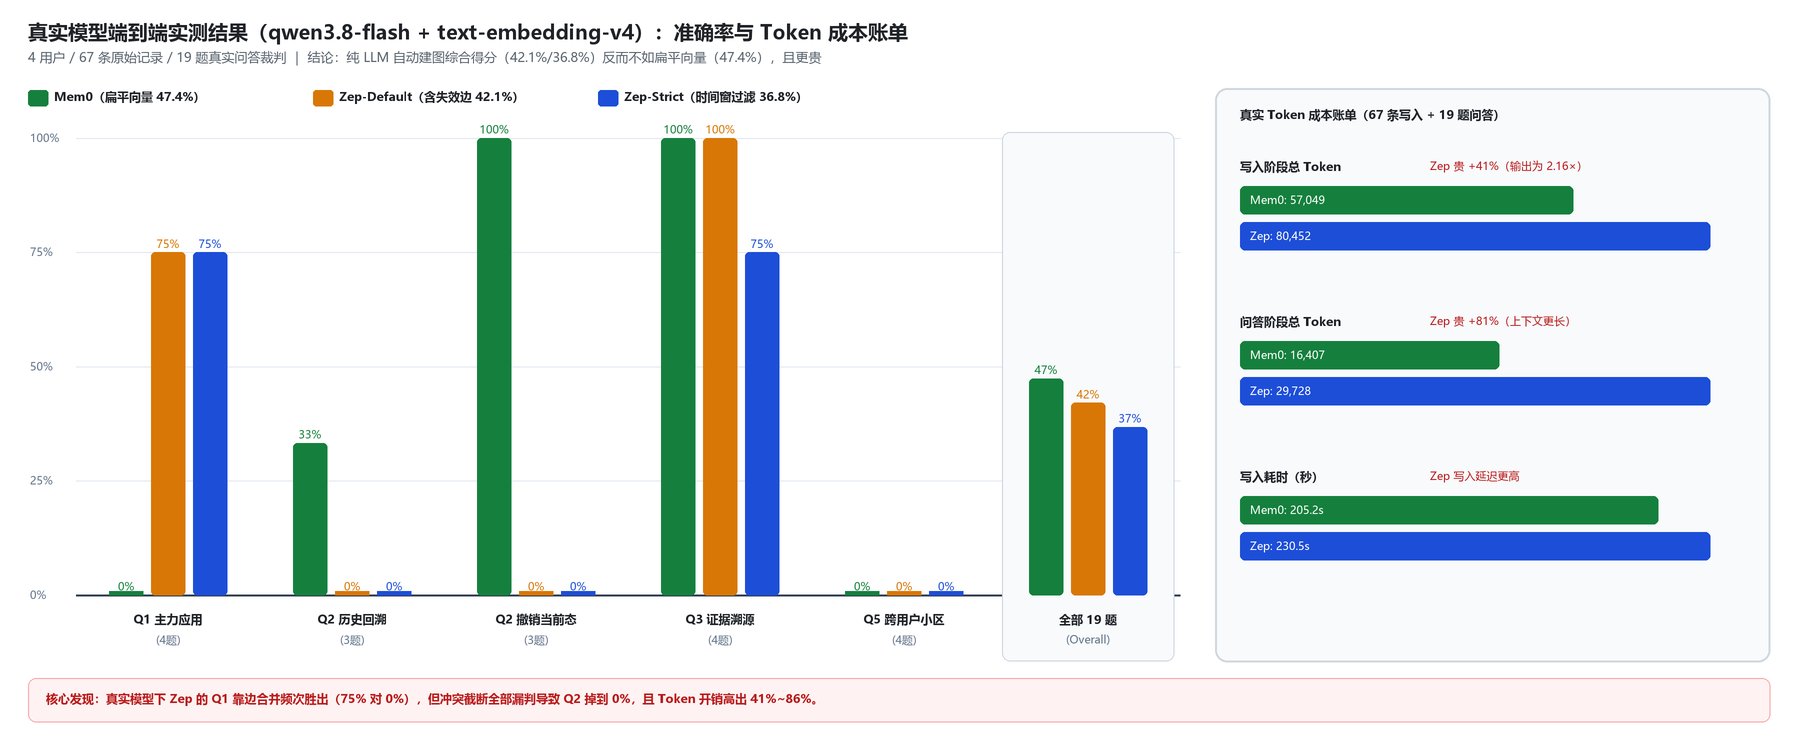 真实模型端到端实测结果（qwen3.8-flash + text-embedding-v4）：准确率与 Token 成本账单
4 用户 / 67 条原始记录 / 19 题真实问答裁判 | 结论：纯 LLM 自动建图综合得分（42.1%/36.8%）反而不如扁平向量（47.4%），且更贵
Mem0（扁平向量 47.4%）
Zep-Default（含失效边 42.1%）
Zep-Strict（时间窗过滤 36.8%）
100%
75%
50%
25%
0%
0%
75%
75%
33%
0%
0%
100%
0%
0%
100%
100%
75%
0%
0%
0%
47%
42%
37%
Q1 主力应用
(4题)
Q2 历史回溯
(3题)
Q2 撤销当前态
(3题)
Q3 证据溯源
(4题)
Q5 跨用户小区
(4题)
全部 19 题
(Overall)
真实 Token 成本账单（67 条写入 + 19 题问答）
写入阶段总 Token
Zep 贵 +41%（输出为 2.16×）
Mem0: 57,049
Zep: 80,452
问答阶段总 Token
Zep 贵 +81%（上下文更长）
Mem0: 16,407
Zep: 29,728
写入耗时（秒）
Zep 写入延迟更高
Mem0: 205.2s
Zep: 230.5s
核心发现：真实模型下 Zep 的 Q1 靠边合并频次胜出（75% 对 0%），但冲突截断全部漏判导致 Q2 掉到 0%，且 Token 开销高出 41%~86%。